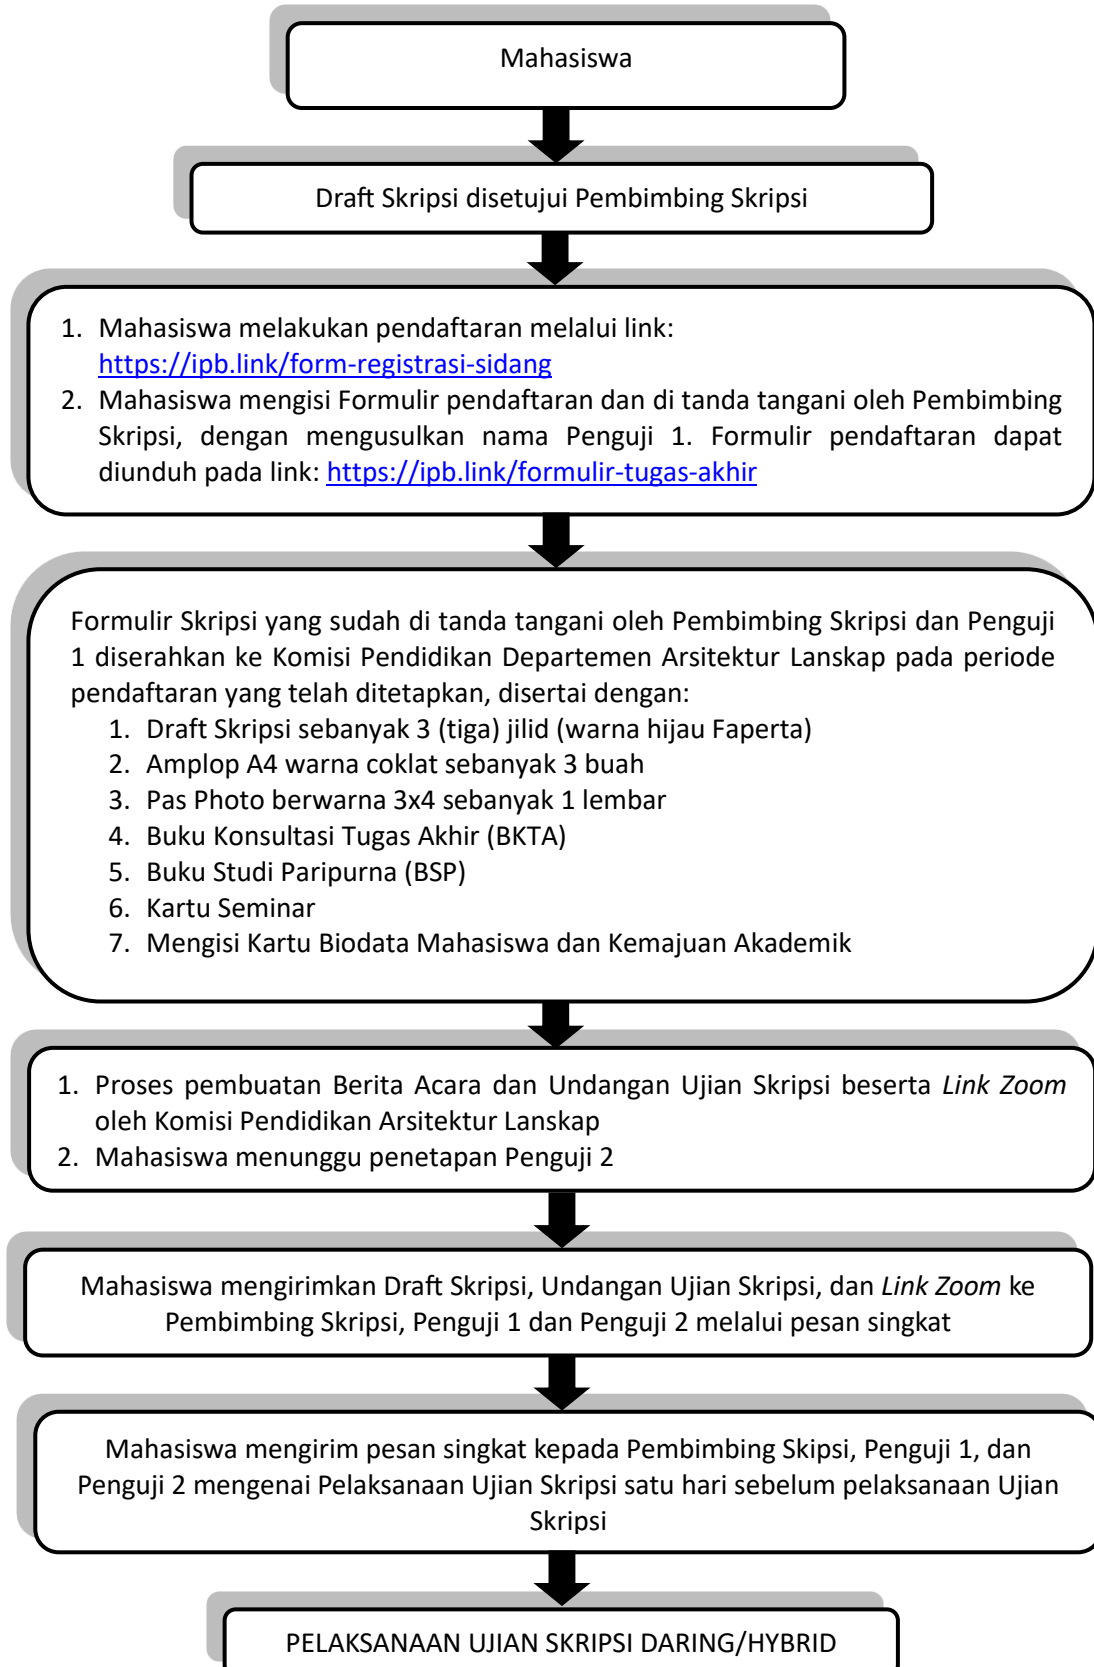 Mahasiswa
Draft Skripsi disetujui Pembimbing Skripsi
1. Mahasiswa melakukan pendaftaran melalui link:
https://ipb.link/form-registrasi-sidang
2. Mahasiswa mengisi Formulir pendaftaran dan di tanda tangani oleh Pembimbing
Skripsi, dengan mengusulkan nama Penguji 1. Formulir pendaftaran dapat
diunduh pada link: https://ipb.link/formulir-tugas-akhir
Formulir Skripsi yang sudah di tanda tangani oleh Pembimbing Skripsi dan Penguji
1 diserahkan ke Komisi Pendidikan Departemen Arsitektur Lanskap pada periode
pendaftaran yang telah ditetapkan, disertai dengan:
1. Draft Skripsi sebanyak 3 (tiga) jilid (warna hijau Faperta)
2. Amplop A4 warna coklat sebanyak 3 buah
3. Pas Photo berwarna 3x4 sebanyak 1 lembar
4. Buku Konsultasi Tugas Akhir (BKTA)
5. Buku Studi Paripurna (BSP)
6. Kartu Seminar
7. Mengisi Kartu Biodata Mahasiswa dan Kemajuan Akademik
1. Proses pembuatan Berita Acara dan Undangan Ujian Skripsi beserta Link Zoom
oleh Komisi Pendidikan Arsitektur Lanskap
2. Mahasiswa menunggu penetapan Penguji 2
Mahasiswa mengirimkan Draft Skripsi, Undangan Ujian Skripsi, dan Link Zoom ke
Pembimbing Skripsi, Penguji 1 dan Penguji 2 melalui pesan singkat
Mahasiswa mengirim pesan singkat kepada Pembimbing Skipsi, Penguji 1, dan
Penguji 2 mengenai Pelaksanaan Ujian Skripsi satu hari sebelum pelaksanaan Ujian
Skripsi
PELAKSANAAN UJIAN SKRIPSI DARING/HYBRID